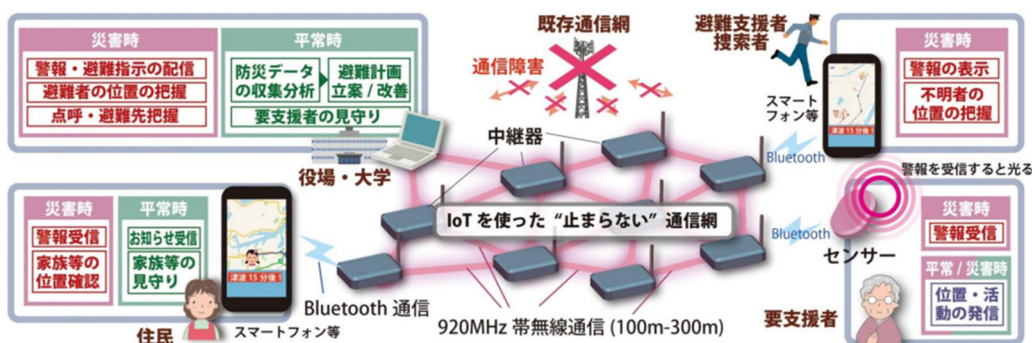 災害時
警報・避難指示の配信
避難者の位置の把握
点呼・避難先把握
平常時
防災データ
の収集分析
避難計画
立案/改善
要支援者の見守り
役場・大学
既存通信網
通信障害
中継器
避難支援者
捜索者
スマート
フォン等
津波15分後!
Bluetooth
災害時
警報の表示
不明者の
位置の把握
警報を受信すると光る
IoTを使った“止まらない”通信網
Bluetooth
センサー
災害時
警報受信
平常/災害時
位置・活
動の発信
要支援者
災害時
警報受信
家族等の
位置確認
平常時
お知らせ受信
家族等の
見守り
津波15分後!
住民
スマートフォン等
Bluetooth 通信
920MHz 帯無線通信 (100m-300m)